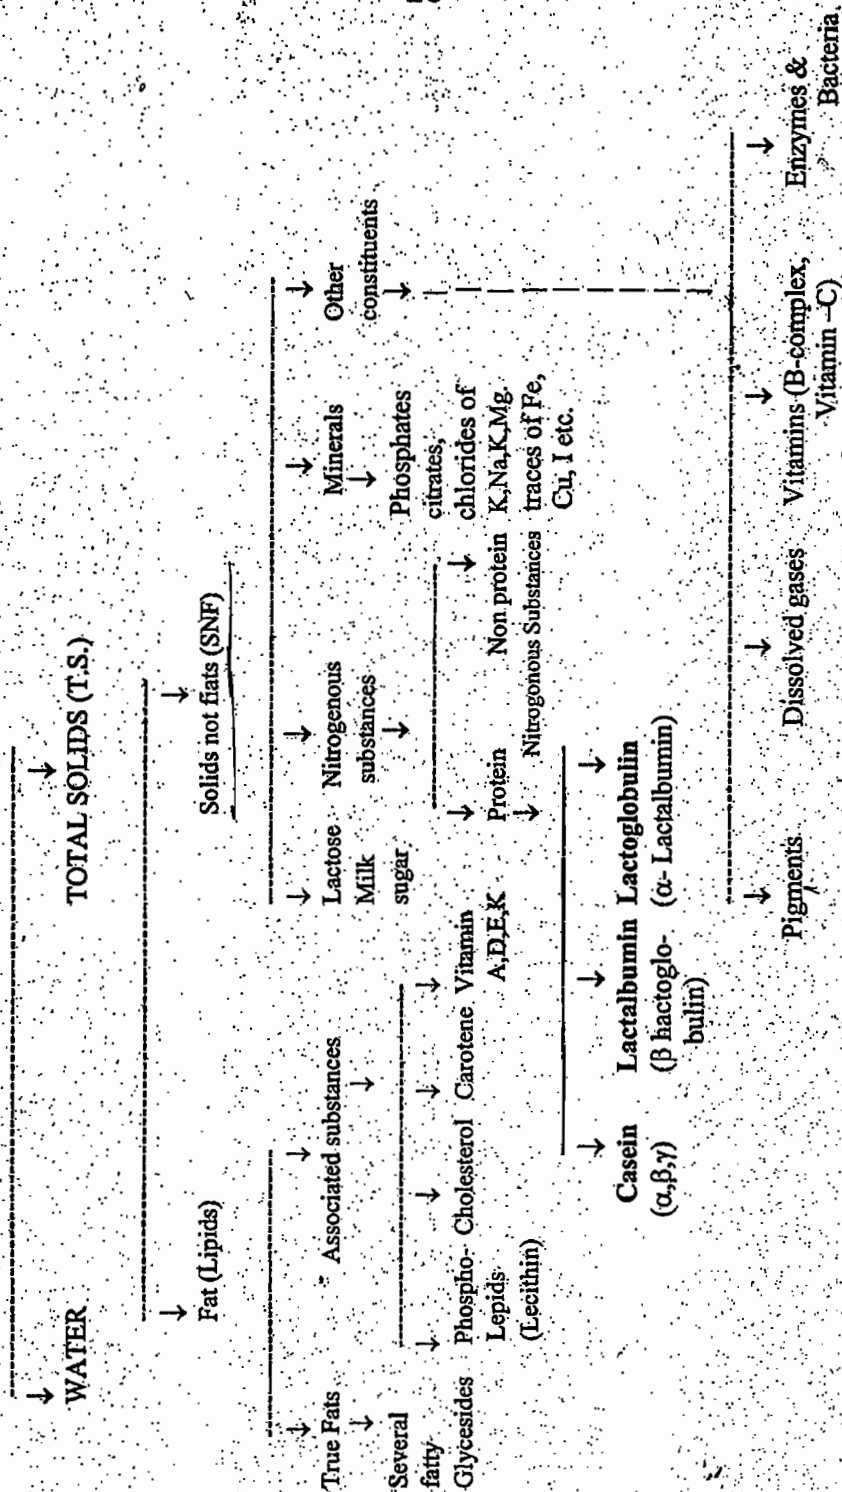 WATER
TOTAL SOLIDS (T.S.)
Fat (Lipids)
Solids not fiats (SNF)
True Fats
Several
fatty
Glycesides
Associated substances
Phospho-
Lepids
(Lecithin)
Cholesterol
Carotene
Vitamin
A,D,E,K
Lactose
Milk
sugar
Nitrogenous
substances
Minerals
Phosphates
citrates,
chlorides of
K,Na,K,Mg.
traces of Fe,
Cu, I etc.
Other
constituents
Protein
Non protein
Nitrogonous Substances
Casein
(α,β,γ)
Lactalbumin
(β hactoglo-
bulin)
Lactoglobulin
(α- Lactalbumin)
Pigments
Dissolved gases
Vitamins (B-complex,
Vitamin –C)
Enzymes &
Bacteria